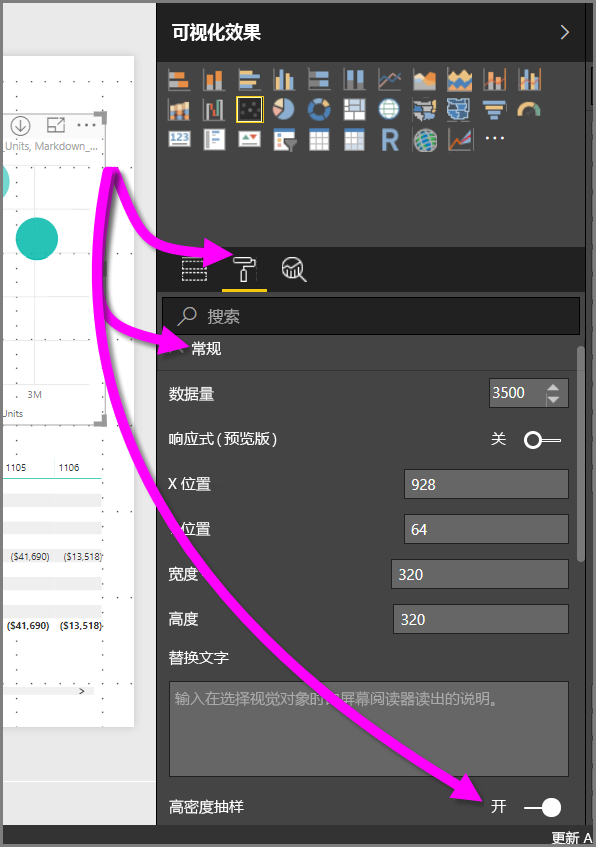 可视化效果
_Units, Markdown_...
123
R
搜索
常规
数据量
3500
响应式(预览版)
关
X 位置
928
位置
64
宽度
320
高度
320
替换文字
输入在选择视觉对象时
屏幕阅读器读出的说明。
高密度抽样
开
更新 A
3M
Units
1105 1106
($41,690) ($13,518)
($41,690) ($13,518)